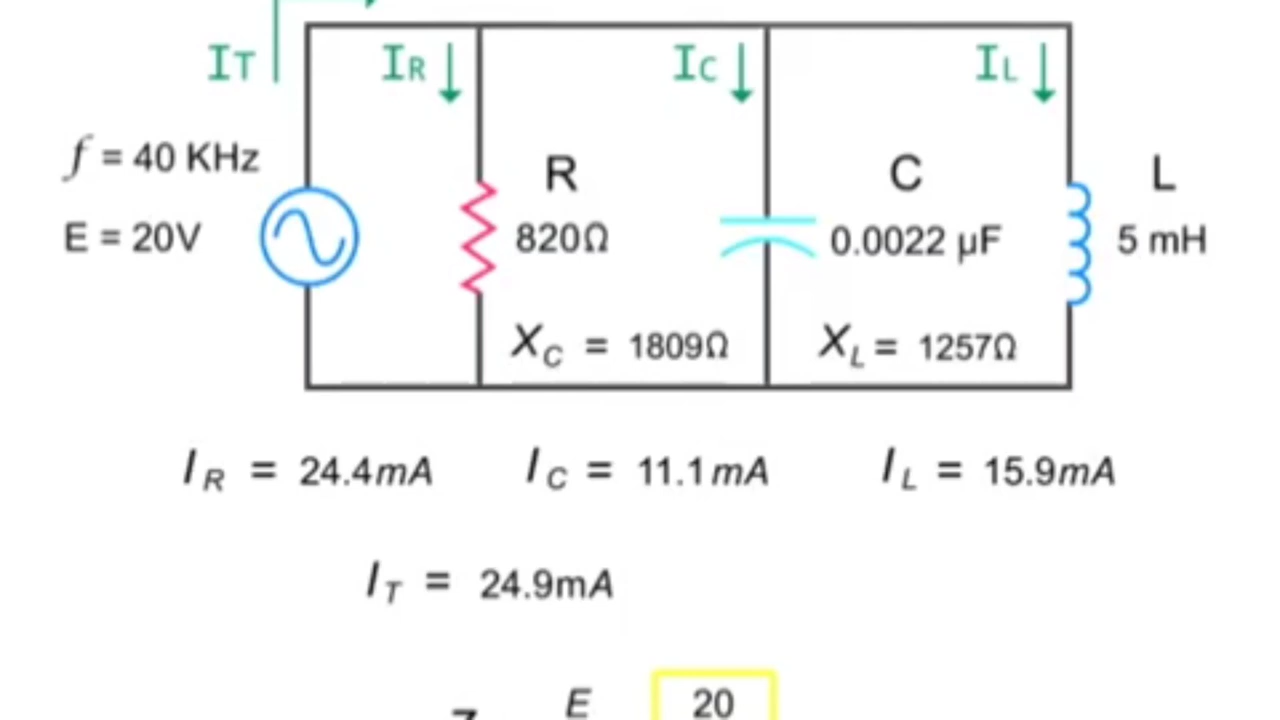 IT IR IC IL
f = 40 KHz
R C L
E = 20V 820Ω 0.0022 µF 5 mH
XC = 1809Ω XL = 1257Ω
IR = 24.4mA IC = 11.1mA IL = 15.9mA
IT = 24.9mA
E 20